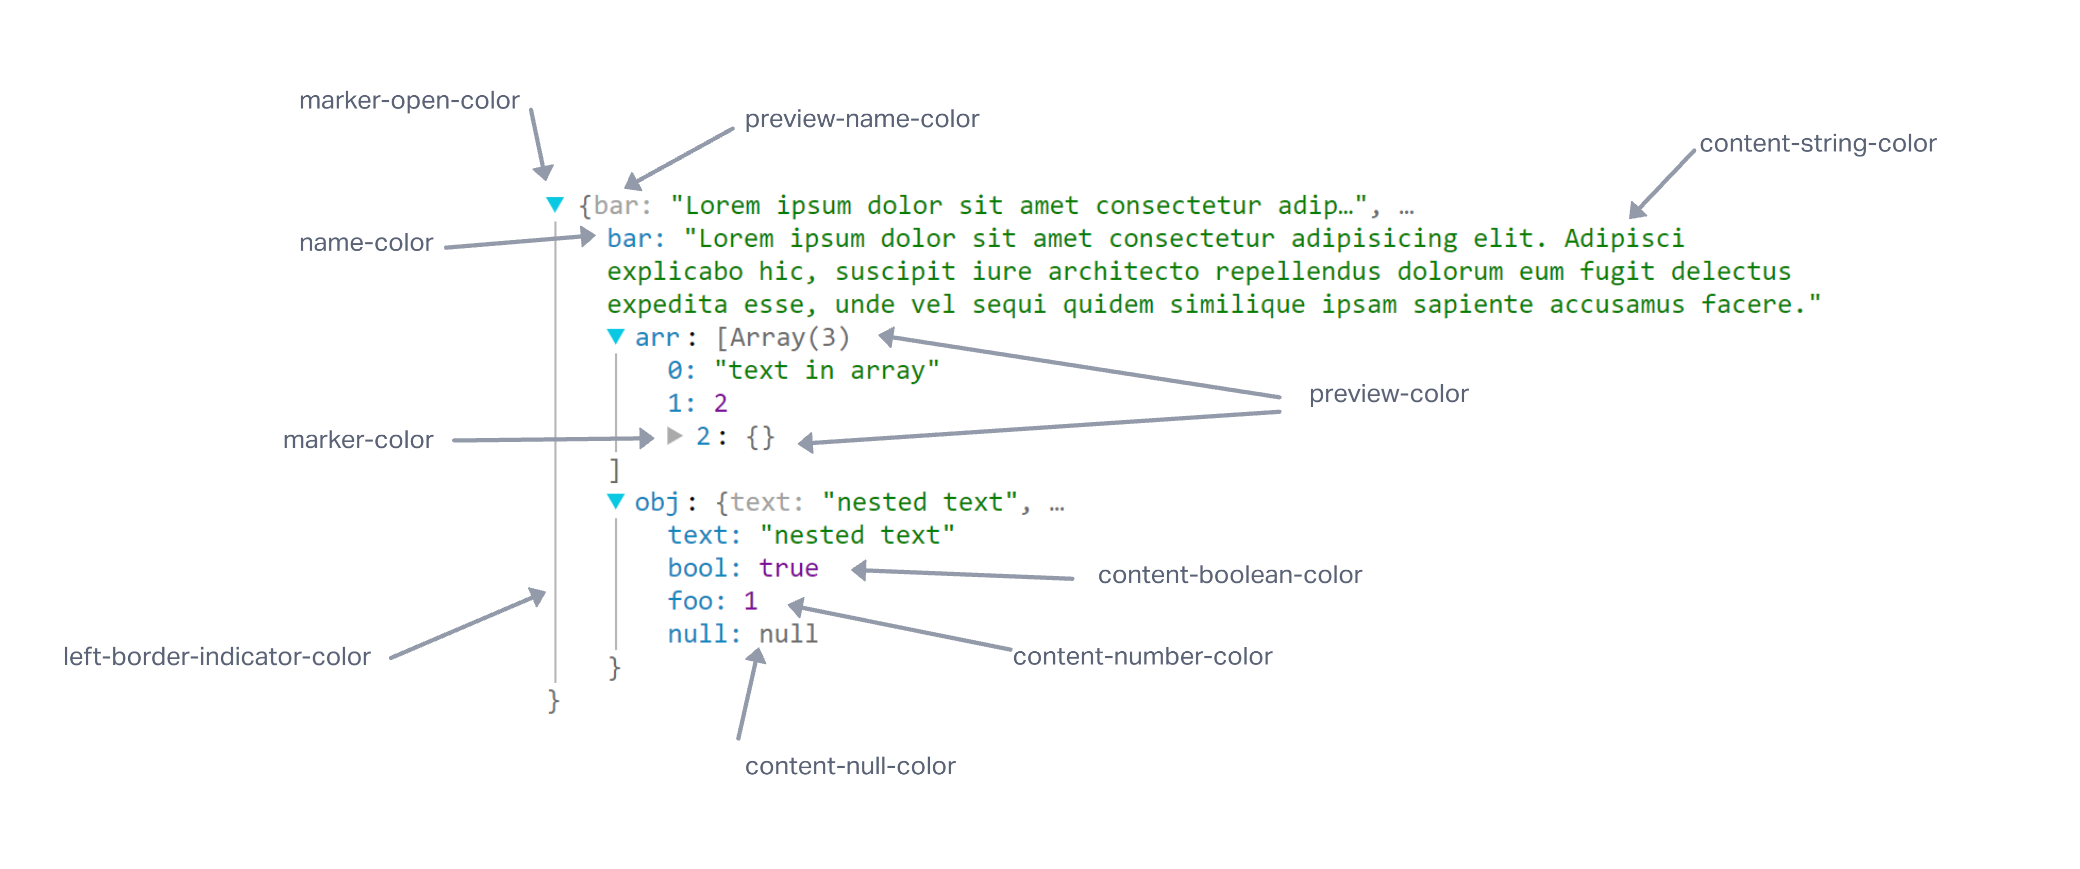 marker-open-color
preview-name-color
content-string-color
{bar: "Lorem ipsum dolor sit amet consectetur adip…", …
name-color
bar: "Lorem ipsum dolor sit amet consectetur adipisicing elit. Adipisci
explicabo hic, suscipit iure architecto repellendus dolorum eum fugit delectus
expedita esse, unde vel sequi quidem similique ipsam sapiente accusamus facere."
arr: [Array(3)
0: "text in array"
preview-color
1: 2
marker-color
2: {}
]
obj: {text: "nested text", …
text: "nested text"
bool: true
content-boolean-color
foo: 1
null: null
left-border-indicator-color
content-number-color
}
}
content-null-color